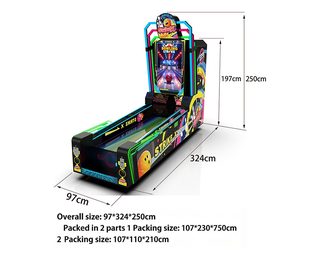 197cm
250cm
324cm
97cm
Overall size: 97*324*250cm
Packed in 2 parts 1 Packing size: 107*230*750cm
2 Packing size: 107*110*210cm